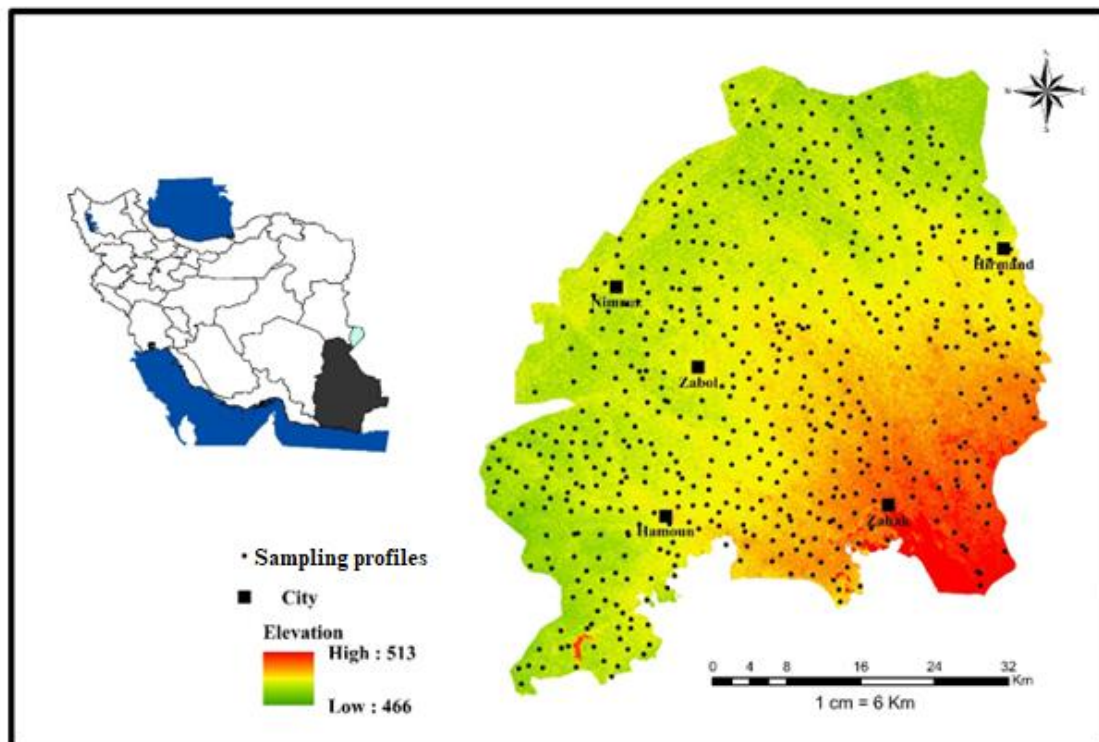 Hirmand
Zabol
Zahak
Hamoun
Sampling profiles
City
Elevation
High : 513
Low : 466
0 4 8 16 24 32
Km
1 cm = 6 Km
E
S